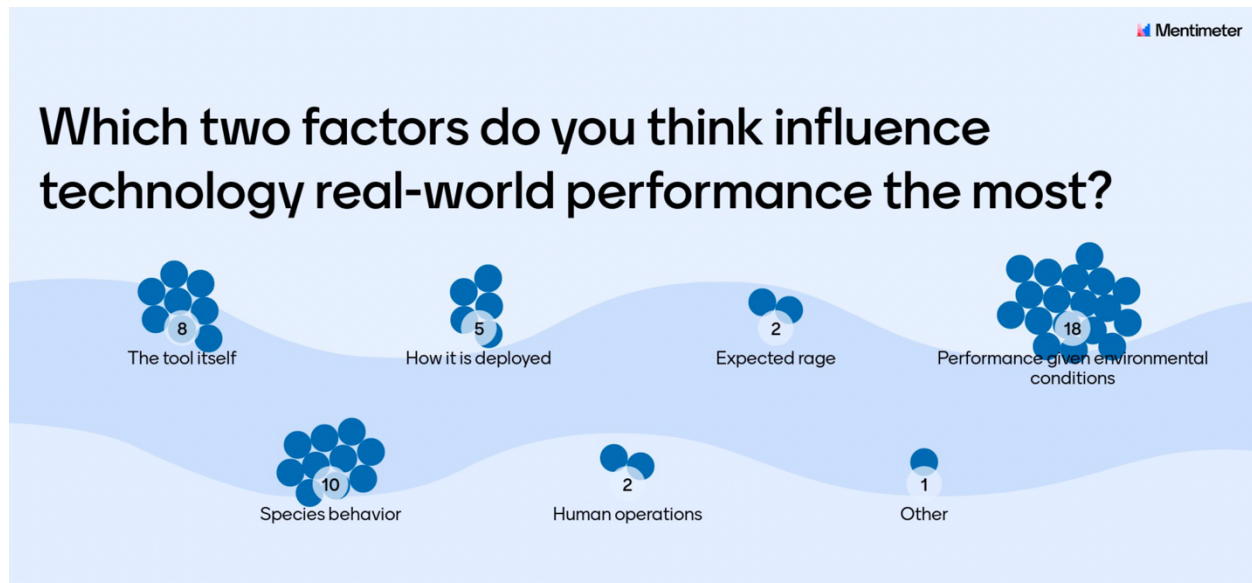 Mentimeter
Which two factors do you think influence
technology real-world performance the most?
8
5
2
18
The tool itself
How it is deployed
Expected rage
Performance given environmental
conditions
10
2
1
Species behavior
Human operations
Other